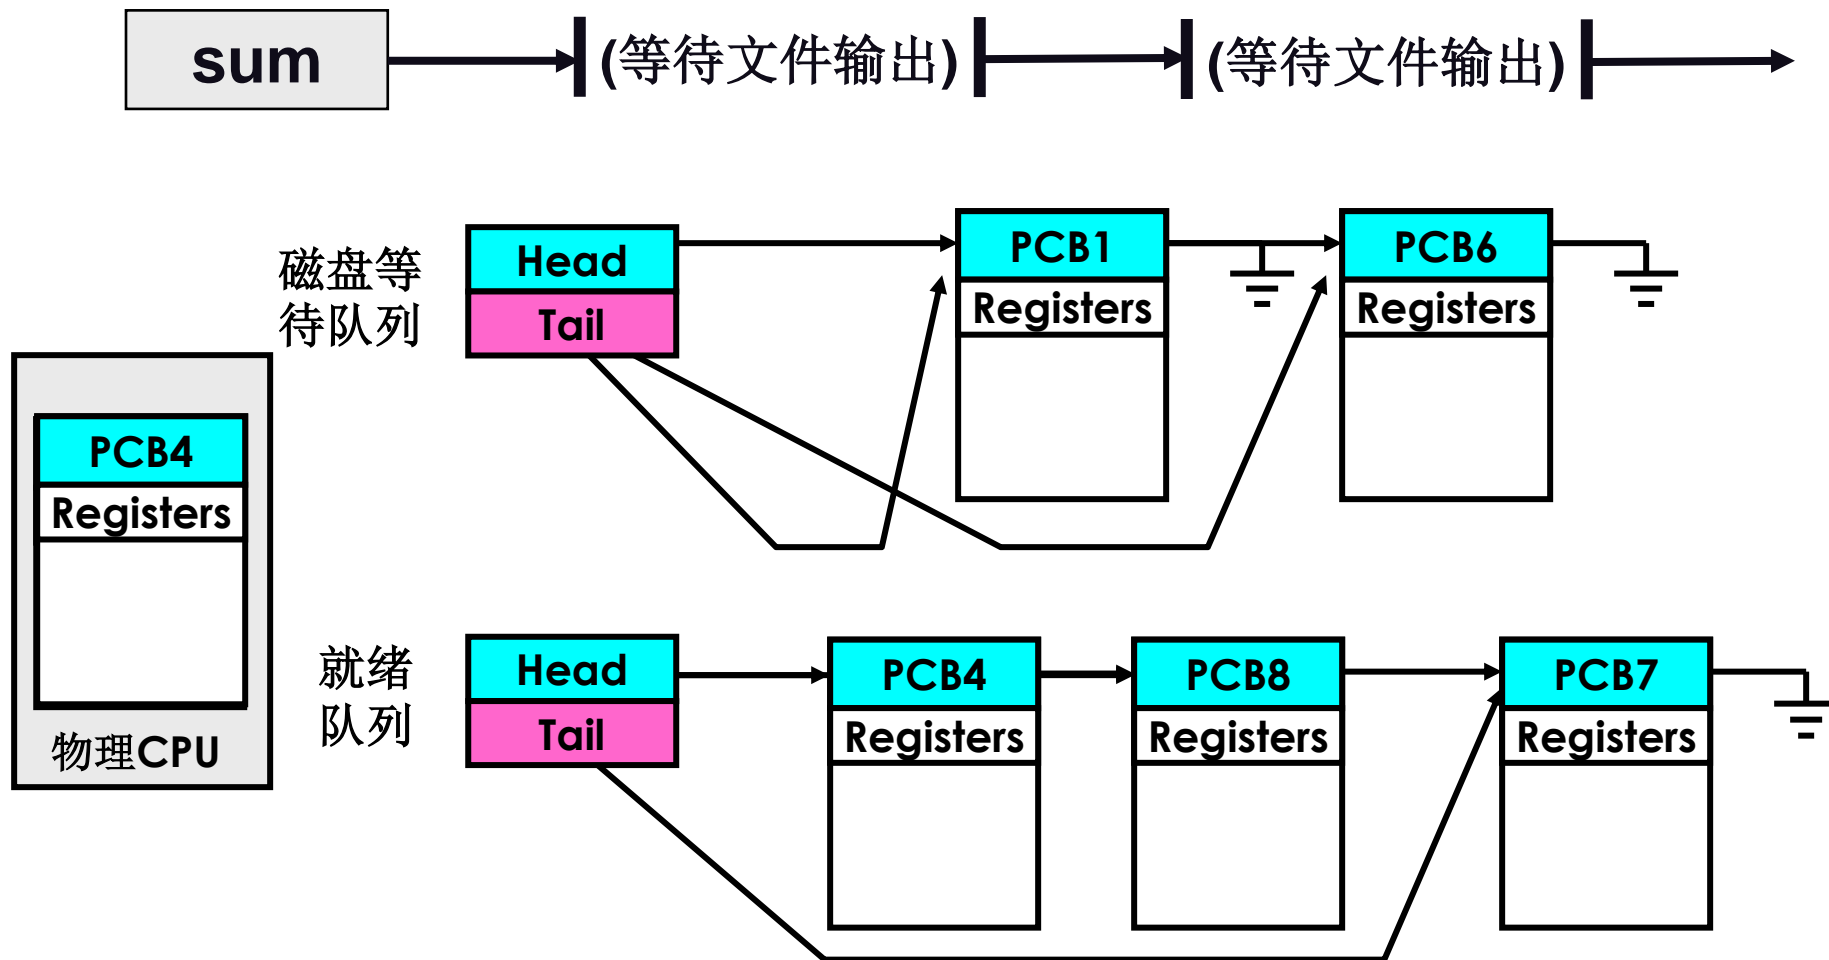 sum
(等待文件输出)
(等待文件输出)
磁盘等
待队列
Head
Tail
PCB1
Registers
PCB6
Registers
PCB4
Registers
物理CPU
就绪
队列
Head
Tail
PCB4
Registers
PCB8
Registers
PCB7
Registers